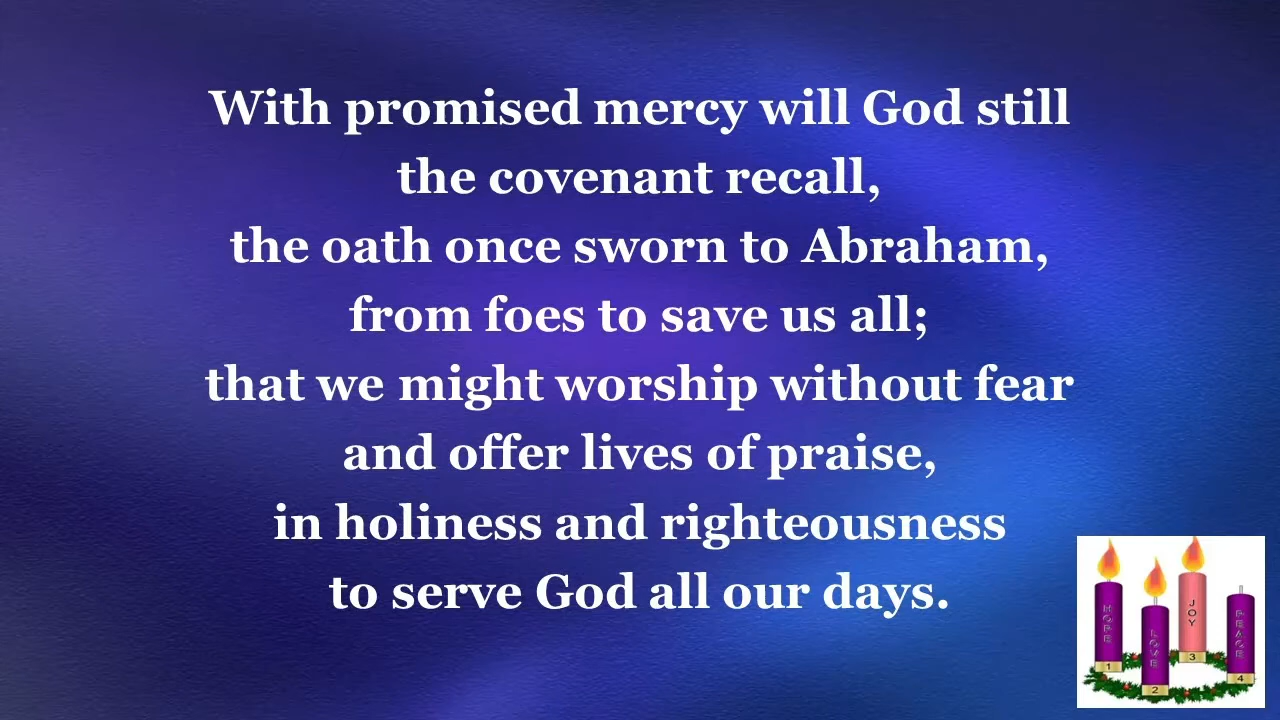 With promised mercy will God still
the covenant recall,
the oath once sworn to Abraham,
from foes to save us all;
that we might worship without fear
and offer lives of praise,
in holiness and righteousness
to serve God all our days.
HOPE
1
LOVE
2
JOY
3
PEACE
4